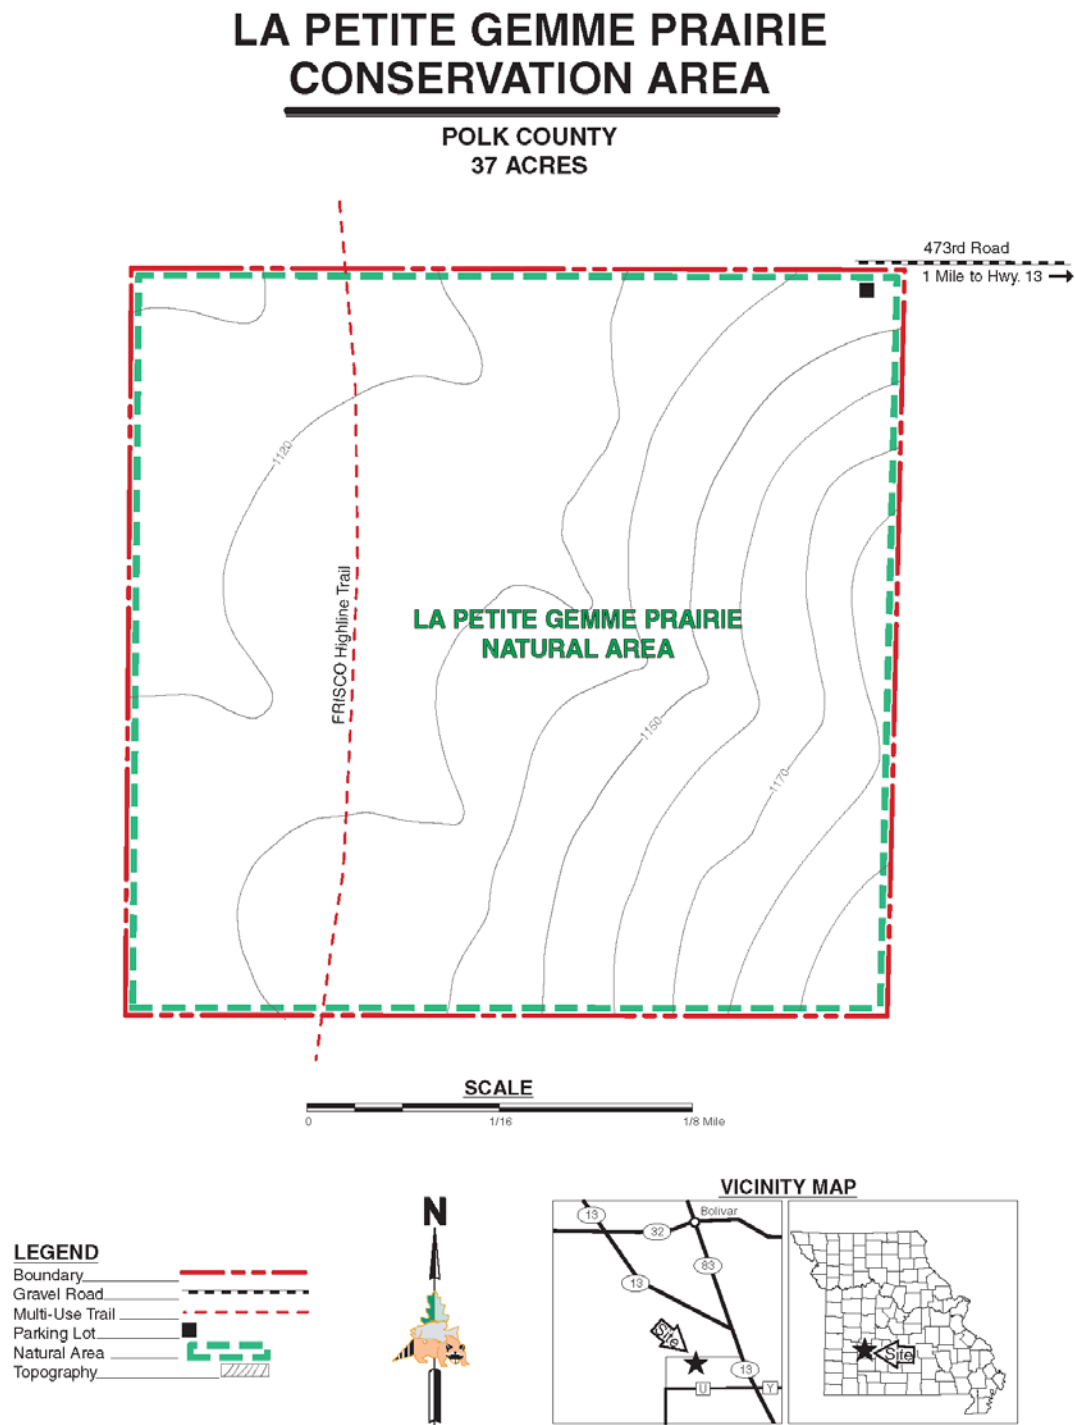 LA PETITE GEMME PRAIRIE
CONSERVATION AREA
POLK COUNTY
37 ACRES
473rd Road
1 Mile to Hwy. 13
1120
FRISCO Highline Trail
LA PETITE GEMME PRAIRIE
NATURAL AREA
1150
1170
SCALE
0 1/16 1/8 Mile
N
VICINITY MAP
13
Bolivar
32
83
13
Site
13
U
Y
Site
LEGEND
Boundary
Gravel Road
Multi-Use Trail
Parking Lot
Natural Area
Topography